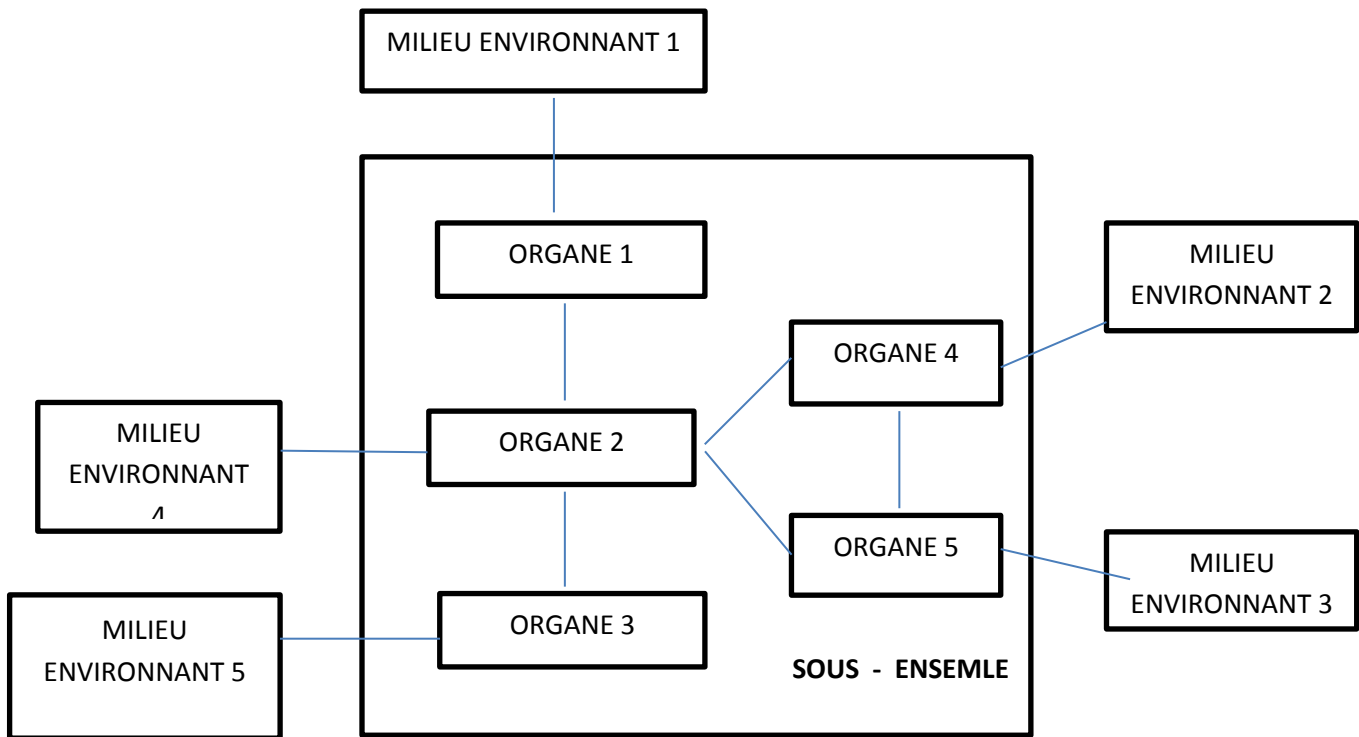 MILIEU ENVIRONNANT 1
ORGANE 1
MILIEU
ENVIRONNANT 2
ORGANE 4
MILIEU
ENVIRONNANT
4
ORGANE 2
ORGANE 5
MILIEU
ENVIRONNANT 3
MILIEU
ENVIRONNANT 5
ORGANE 3
SOUS - ENSEMLE